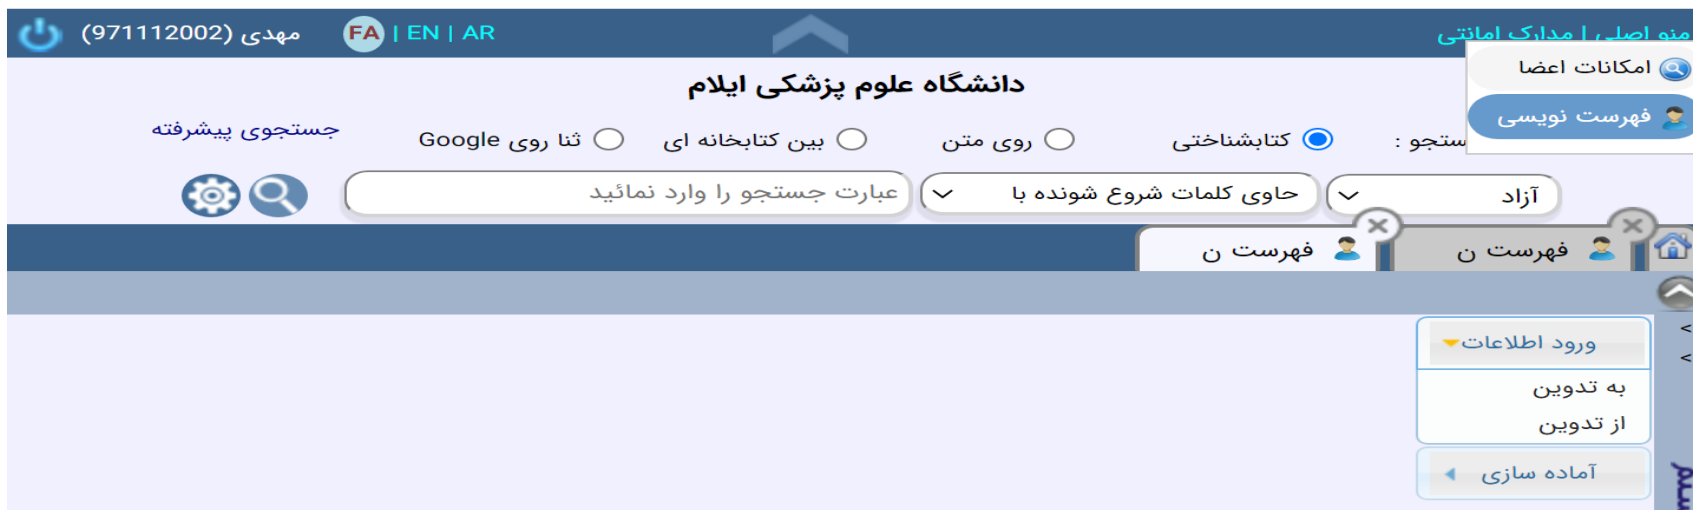 منو اصلی | مدارک امانتی
FA | EN | AR
مهدی (971112002)
امکانات اعضا
فهرست نویسی
دانشگاه علوم پزشکی ایلام
ستجو :
کتابشناختی
روی متن
بین کتابخانه ای
ثنا روی Google
جستجوی پیشرفته
آزاد
حاوی کلمات شروع شونده با
عبارت جستجو را وارد نمائید
فهرست ن
فهرست ن
ورود اطلاعات
به تدوین
از تدوین
آماده سازی